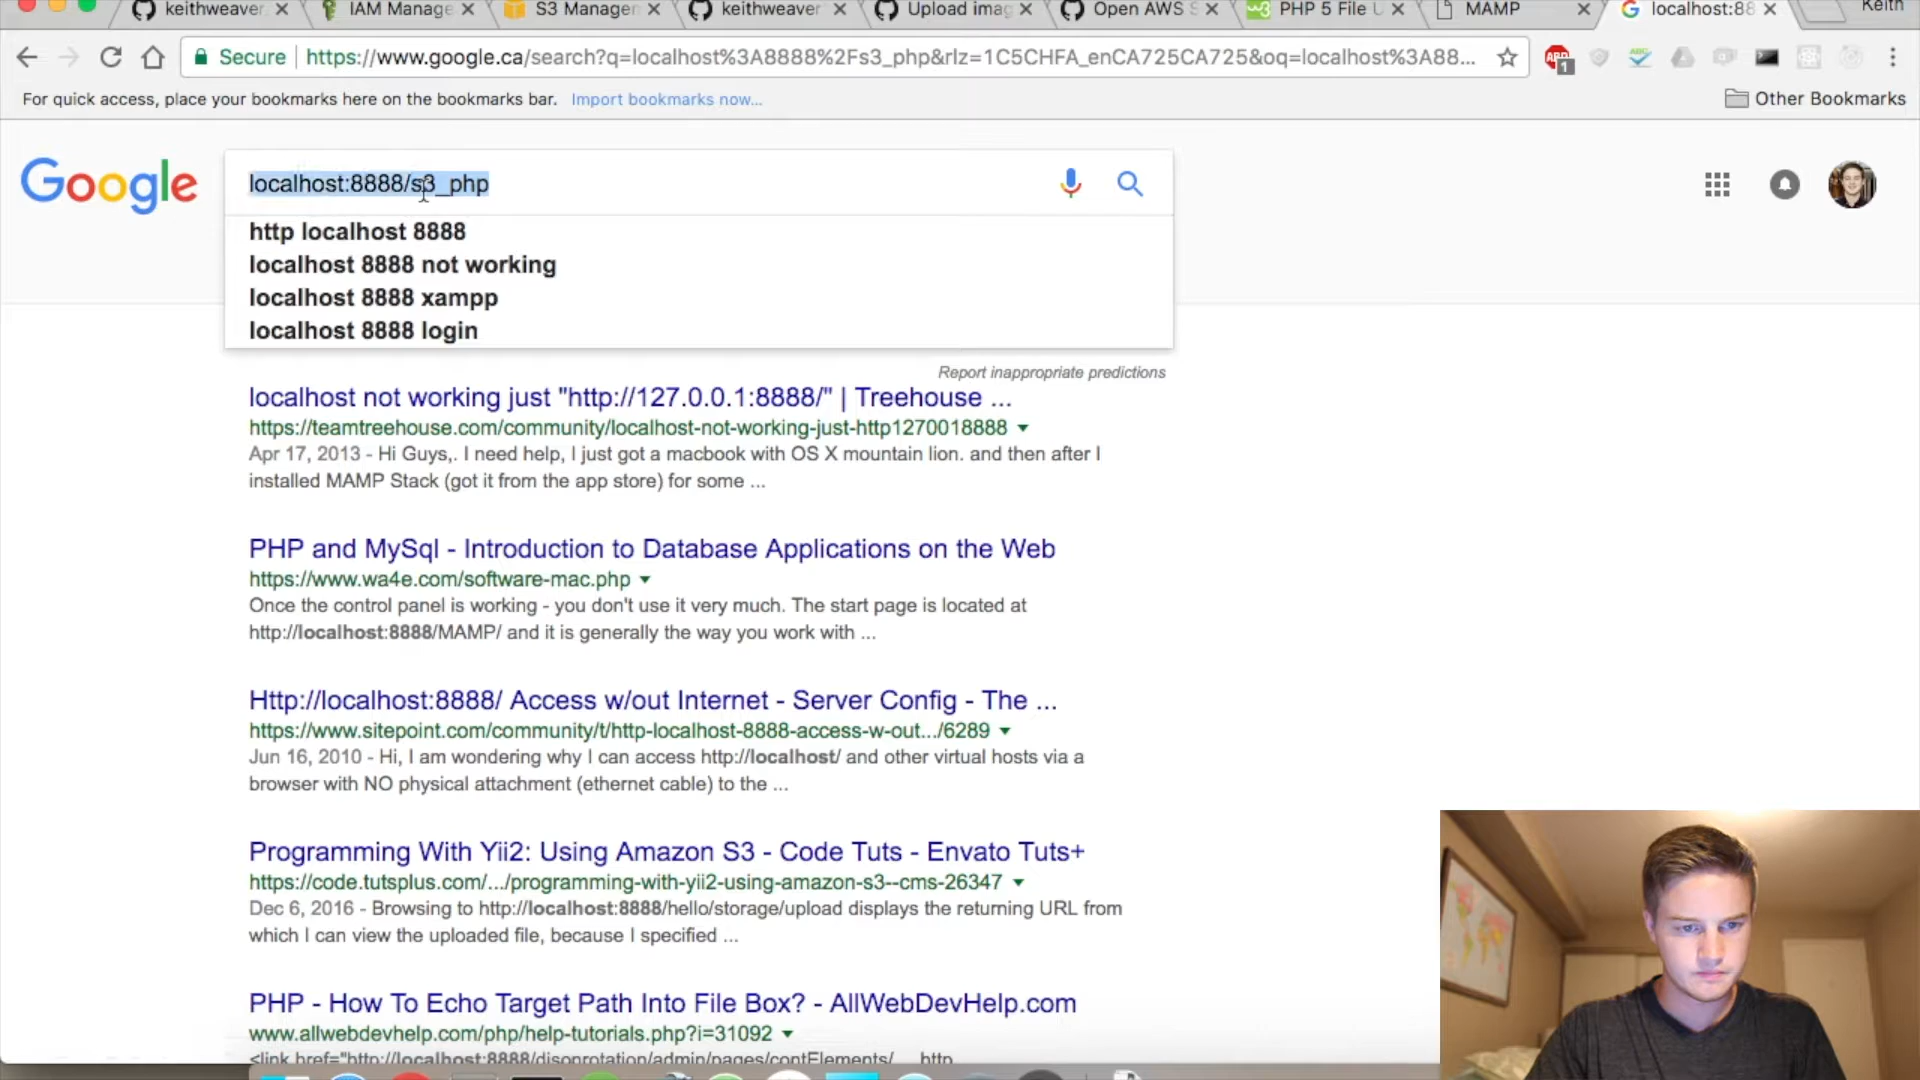 keithweaver
IAM Manage
S3 Manager
keithweaver
Upload imag
Open AWS S
PHP 5 File U
MAMP
localhost:88
Keith
Secure
https://www.google.ca/search?q=localhost%3A8888%2Fs3_php&rlz=1C5CHFA_enCA725CA725&oq=localhost%3A88...
ABP
1
ABC
For quick access, place your bookmarks here on the bookmarks bar. Import bookmarks now...
Other Bookmarks
Google
localhost:8888/s3_php
http localhost 8888
localhost 8888 not working
localhost 8888 xampp
localhost 8888 login
Report inappropriate predictions
localhost not working just "http://127.0.0.1:8888/" | Treehouse ...
https://teamtreehouse.com/community/localhost-not-working-just-http1270018888
Apr 17, 2013 - Hi Guys,. I need help, I just got a macbook with OS X mountain lion. and then after I
installed MAMP Stack (got it from the app store) for some ...
PHP and MySql - Introduction to Database Applications on the Web
https://www.wa4e.com/software-mac.php
Once the control panel is working - you don't use it very much. The start page is located at
http://localhost:8888/MAMP/ and it is generally the way you work with ...
Http://localhost:8888/ Access w/out Internet - Server Config - The ...
https://www.sitepoint.com/community/t/http-localhost-8888-access-w-out.../6289
Jun 16, 2010 - Hi, I am wondering why I can access http://localhost/ and other virtual hosts via a
browser with NO physical attachment (ethernet cable) to the ...
Programming With Yii2: Using Amazon S3 - Code Tuts - Envato Tuts+
https://code.tutsplus.com/.../programming-with-yii2-using-amazon-s3--cms-26347
Dec 6, 2016 - Browsing to http://localhost:8888/hello/storage/upload displays the returning URL from
which I can view the uploaded file, because I specified ...
PHP - How To Echo Target Path Into File Box? - AllWebDevHelp.com
www.allwebdevhelp.com/php/help-tutorials.php?i=31092
<link href="http://localhost:8888/disonrotation/admin/pages/contElements/ ... http